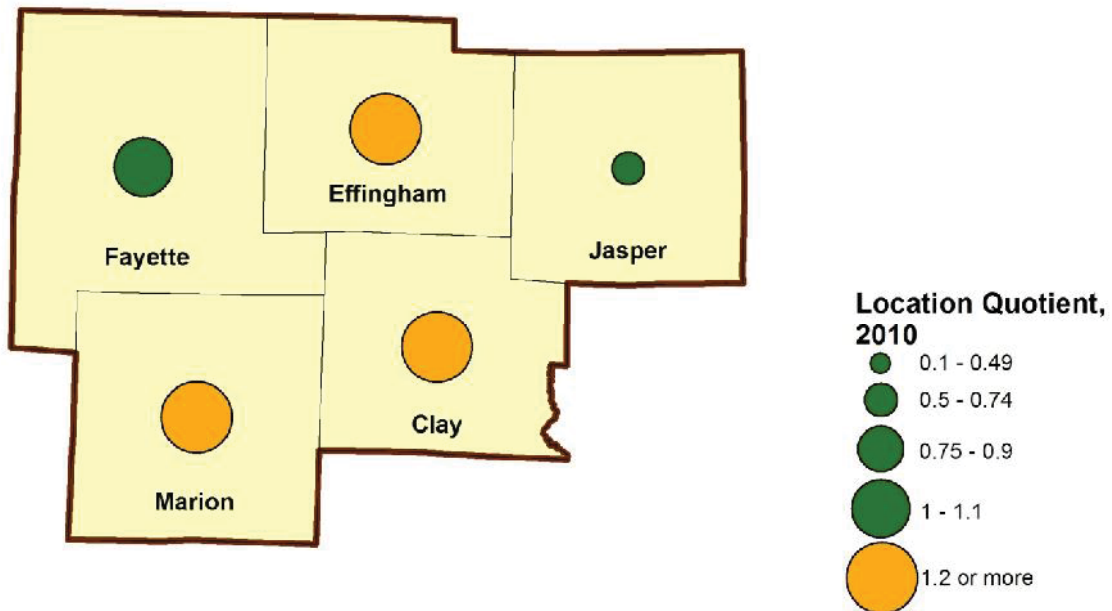 Effingham
Fayette
Jasper
Clay
Marion
Location Quotient,
2010
0.1 - 0.49
0.5 - 0.74
0.75 - 0.9
1 - 1.1
1.2 or more